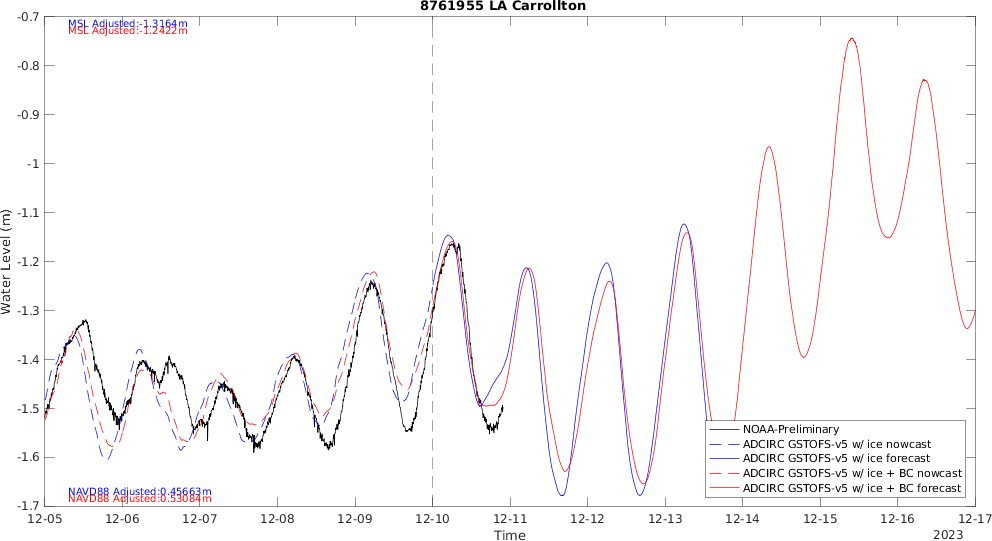 8761955 LA Carrollton
MSL Adjusted:-1.3164m
MSL Adjusted:-1.2422m
-0.7
-0.8
-0.9
-1
-1.1
-1.2
-1.3
-1.4
-1.5
-1.6
-1.7
Water Level (m)
NOAA-Preliminary
ADCIRC GSTOFS-v5 w/ ice nowcast
ADCIRC GSTOFS-v5 w/ ice forecast
ADCIRC GSTOFS-v5 w/ ice + BC nowcast
ADCIRC GSTOFS-v5 w/ ice + BC forecast
NAVD88 Adjusted:0.45663m
NAVD88 Adjusted:0.53084m
12-05 12-06 12-07 12-08 12-09 12-10 12-11 12-12 12-13 12-14 12-15 12-16 12-17
Time
2023